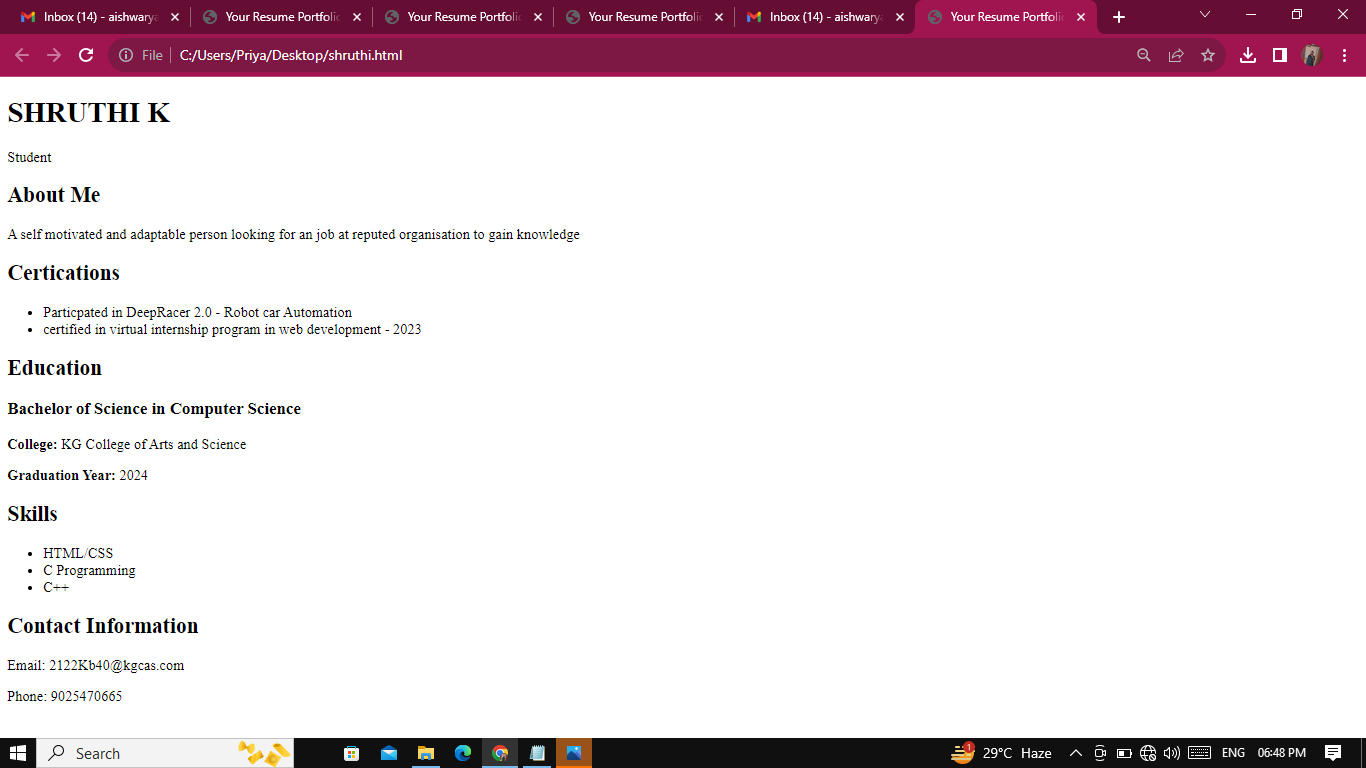 Inbox (14) - aishwarya
Your Resume Portfolio
Your Resume Portfolio
Your Resume Portfolio
Inbox (14) - aishwarya
Your Resume Portfolio
File
C:/Users/Priya/Desktop/shruthi.html
SHRUTHI K
Student
About Me
A self motivated and adaptable person looking for an job at reputed organisation to gain knowledge
Certications
Particpated in DeepRacer 2.0 - Robot car Automation
certified in virtual internship program in web development - 2023
Education
Bachelor of Science in Computer Science
College: KG College of Arts and Science
Graduation Year: 2024
Skills
HTML/CSS
C Programming
C++
Contact Information
Email: 2122Kb40@kgcas.com
Phone: 9025470665
Search
1
29°C Haze
ENG
06:48 PM